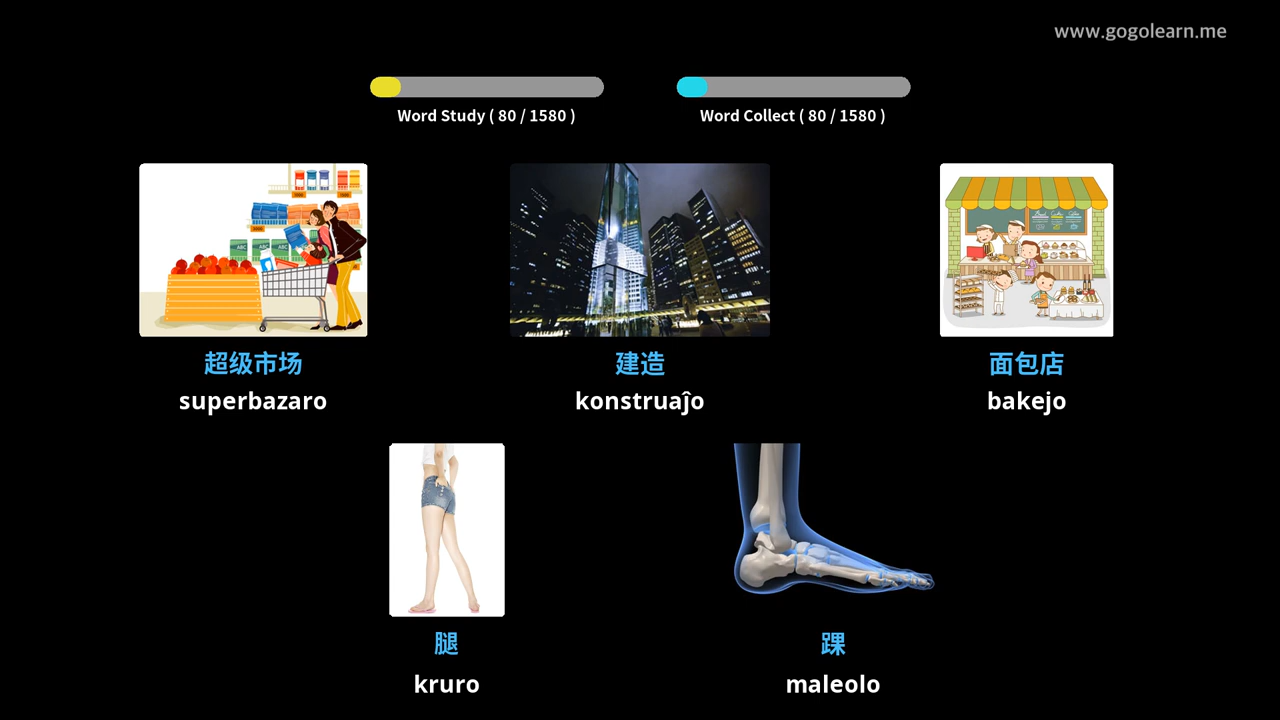 www.gogolearn.me
Word Study ( 80 / 1580 )
Word Collect ( 80 / 1580 )
超级市场
superbazaro
建造
konstruaĵo
面包店
bakejo
腿
kruro
踝
maleolo